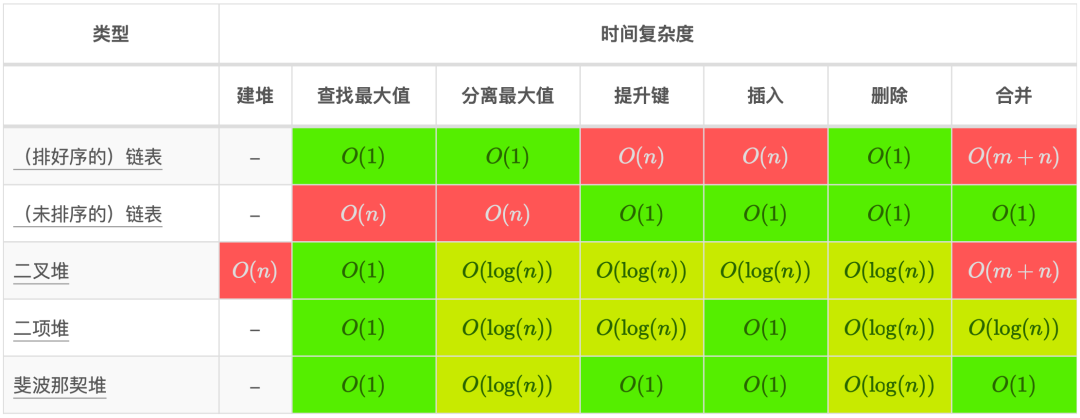 类型 时间复杂度
建堆 查找最大值 分离最大值 提升键 插入 删除 合并
（排好序的）链表 – O(1) O(1) O(n) O(n) O(1) O(m + n)
（未排序的）链表 – O(n) O(n) O(1) O(1) O(1) O(1)
二叉堆 O(n) O(1) O(log(n)) O(log(n)) O(log(n)) O(log(n)) O(m + n)
二项堆 – O(1) O(log(n)) O(log(n)) O(1) O(log(n)) O(log(n))
斐波那契堆 – O(1) O(log(n)) O(1) O(1) O(log(n)) O(1)